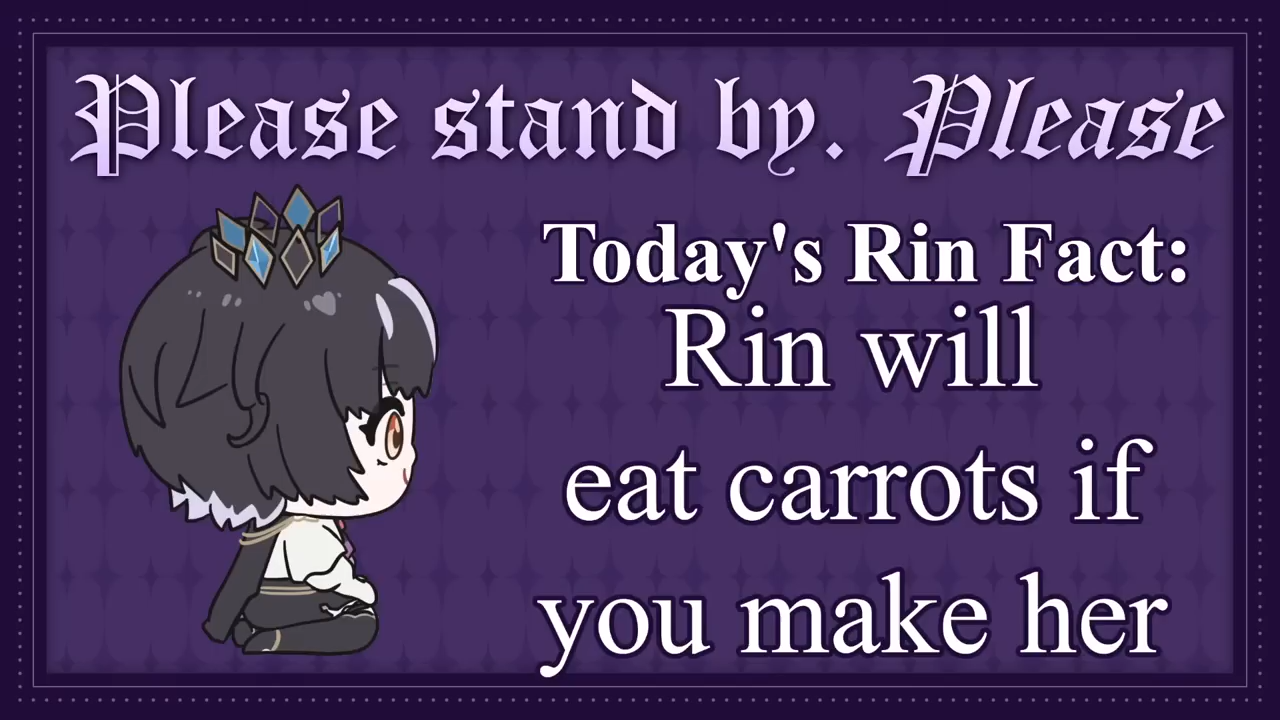 Please stand by. Please
Today's Rin Fact:
Rin will
eat carrots if
you make her